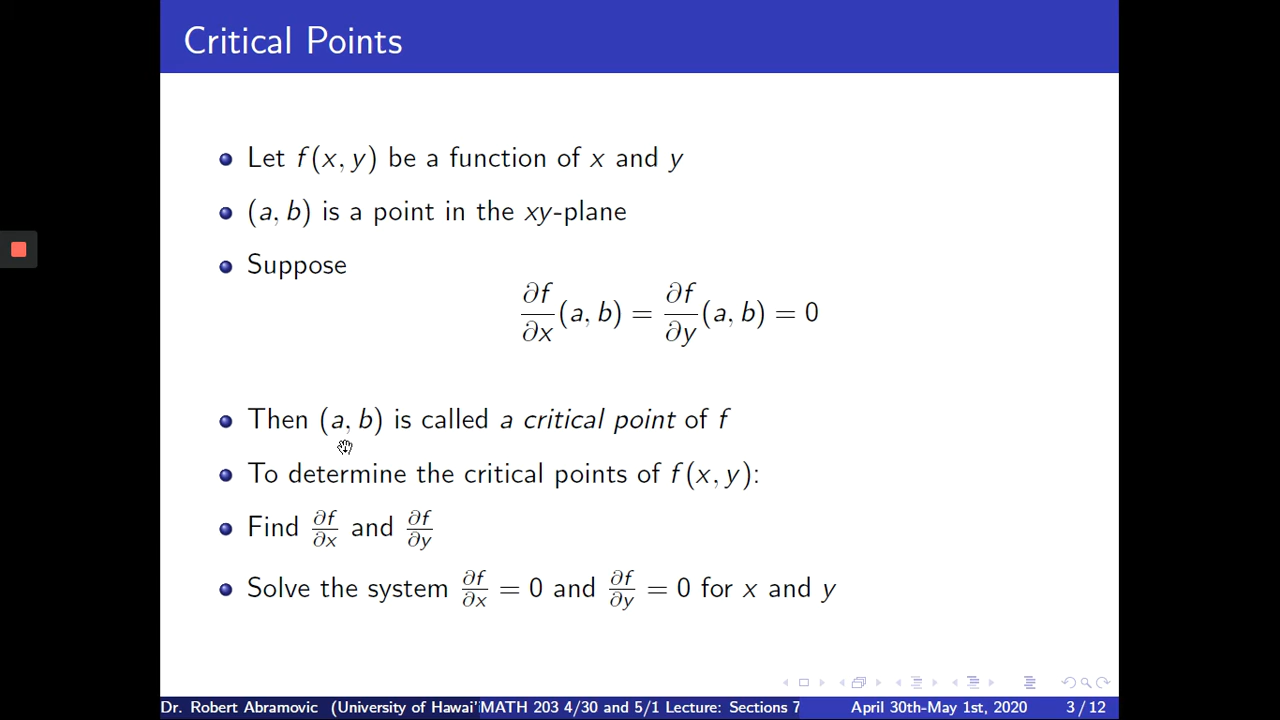 Critical Points
Let f(x, y) be a function of x and y
(a, b) is a point in the xy-plane
Suppose
∂f/∂x(a, b) = ∂f/∂y(a, b) = 0
Then (a, b) is called a critical point of f
To determine the critical points of f(x, y):
Find ∂f/∂x and ∂f/∂y
Solve the system ∂f/∂x = 0 and ∂f/∂y = 0 for x and y
Dr. Robert Abramovic (University of Hawai'i MATH 203 4/30 and 5/1 Lecture: Sections 7 April 30th-May 1st, 2020 3 / 12